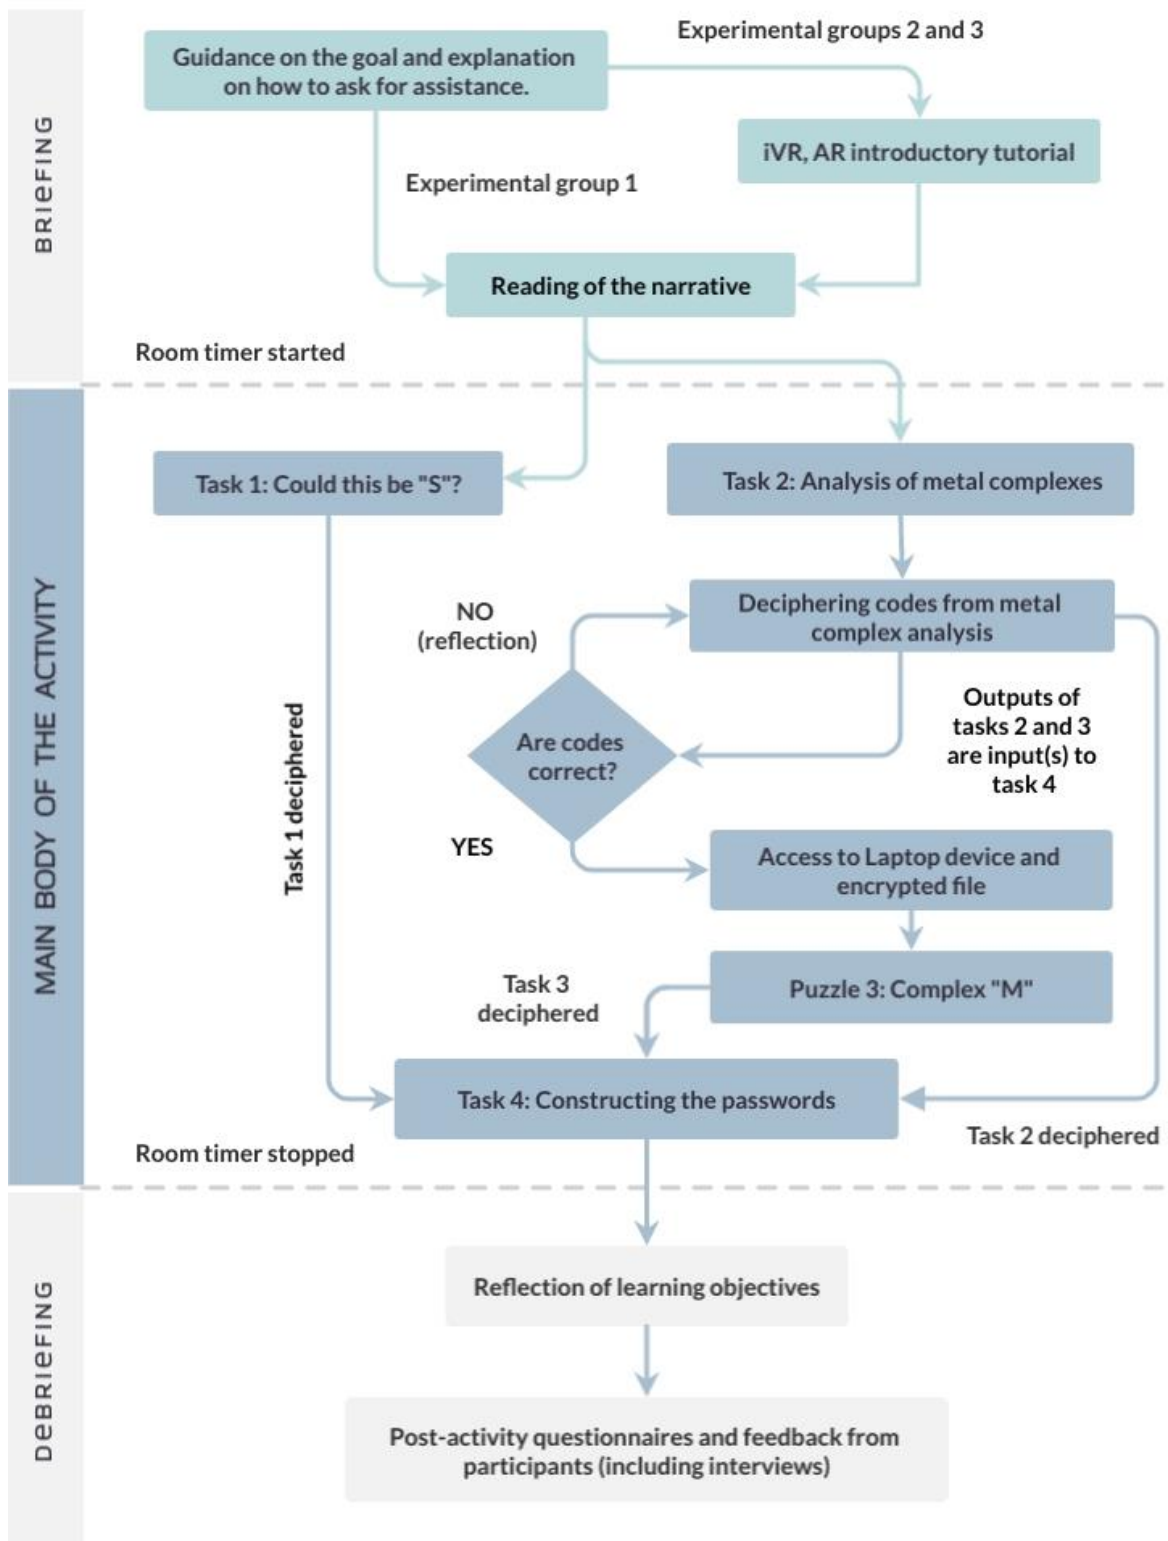 BRIEFING
Experimental groups 2 and 3
Guidance on the goal and explanation
on how to ask for assistance.
iVR, AR introductory tutorial
Experimental group 1
Reading of the narrative
Room timer started
MAIN BODY OF THE ACTIVITY
Task 1: Could this be "S"?
Task 2: Analysis of metal complexes
Deciphering codes from metal
complex analysis
NO
(reflection)
Outputs of
tasks 2 and 3
are input(s) to
task 4
Are codes
correct?
Task 1 deciphered
YES
Access to Laptop device and
encrypted file
Puzzle 3: Complex "M"
Task 3
deciphered
Task 4: Constructing the passwords
Task 2 deciphered
Room timer stopped
DEBRIEFING
Reflection of learning objectives
Post-activity questionnaires and feedback from
participants (including interviews)